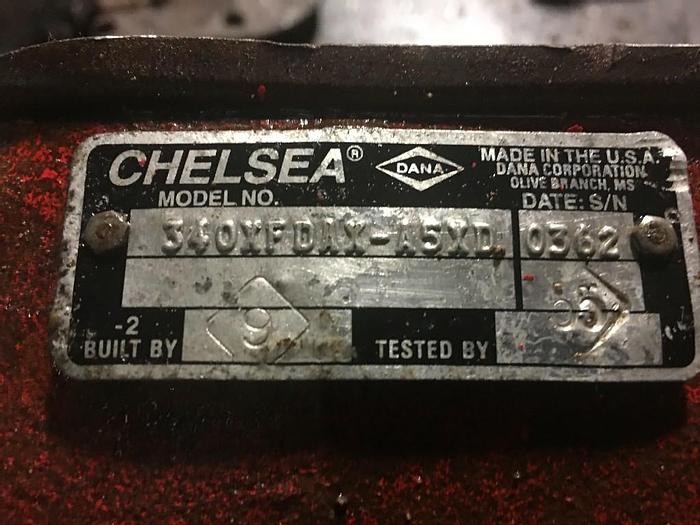 CHELSEA® DANA MADE IN THE U.S.A.
DANA CORPORATION
OLIVE BRANCH, MS
MODEL NO. DATE: S/N
340XFDAX-A5XD 0362
-2
BUILT BY 9 TESTED BY